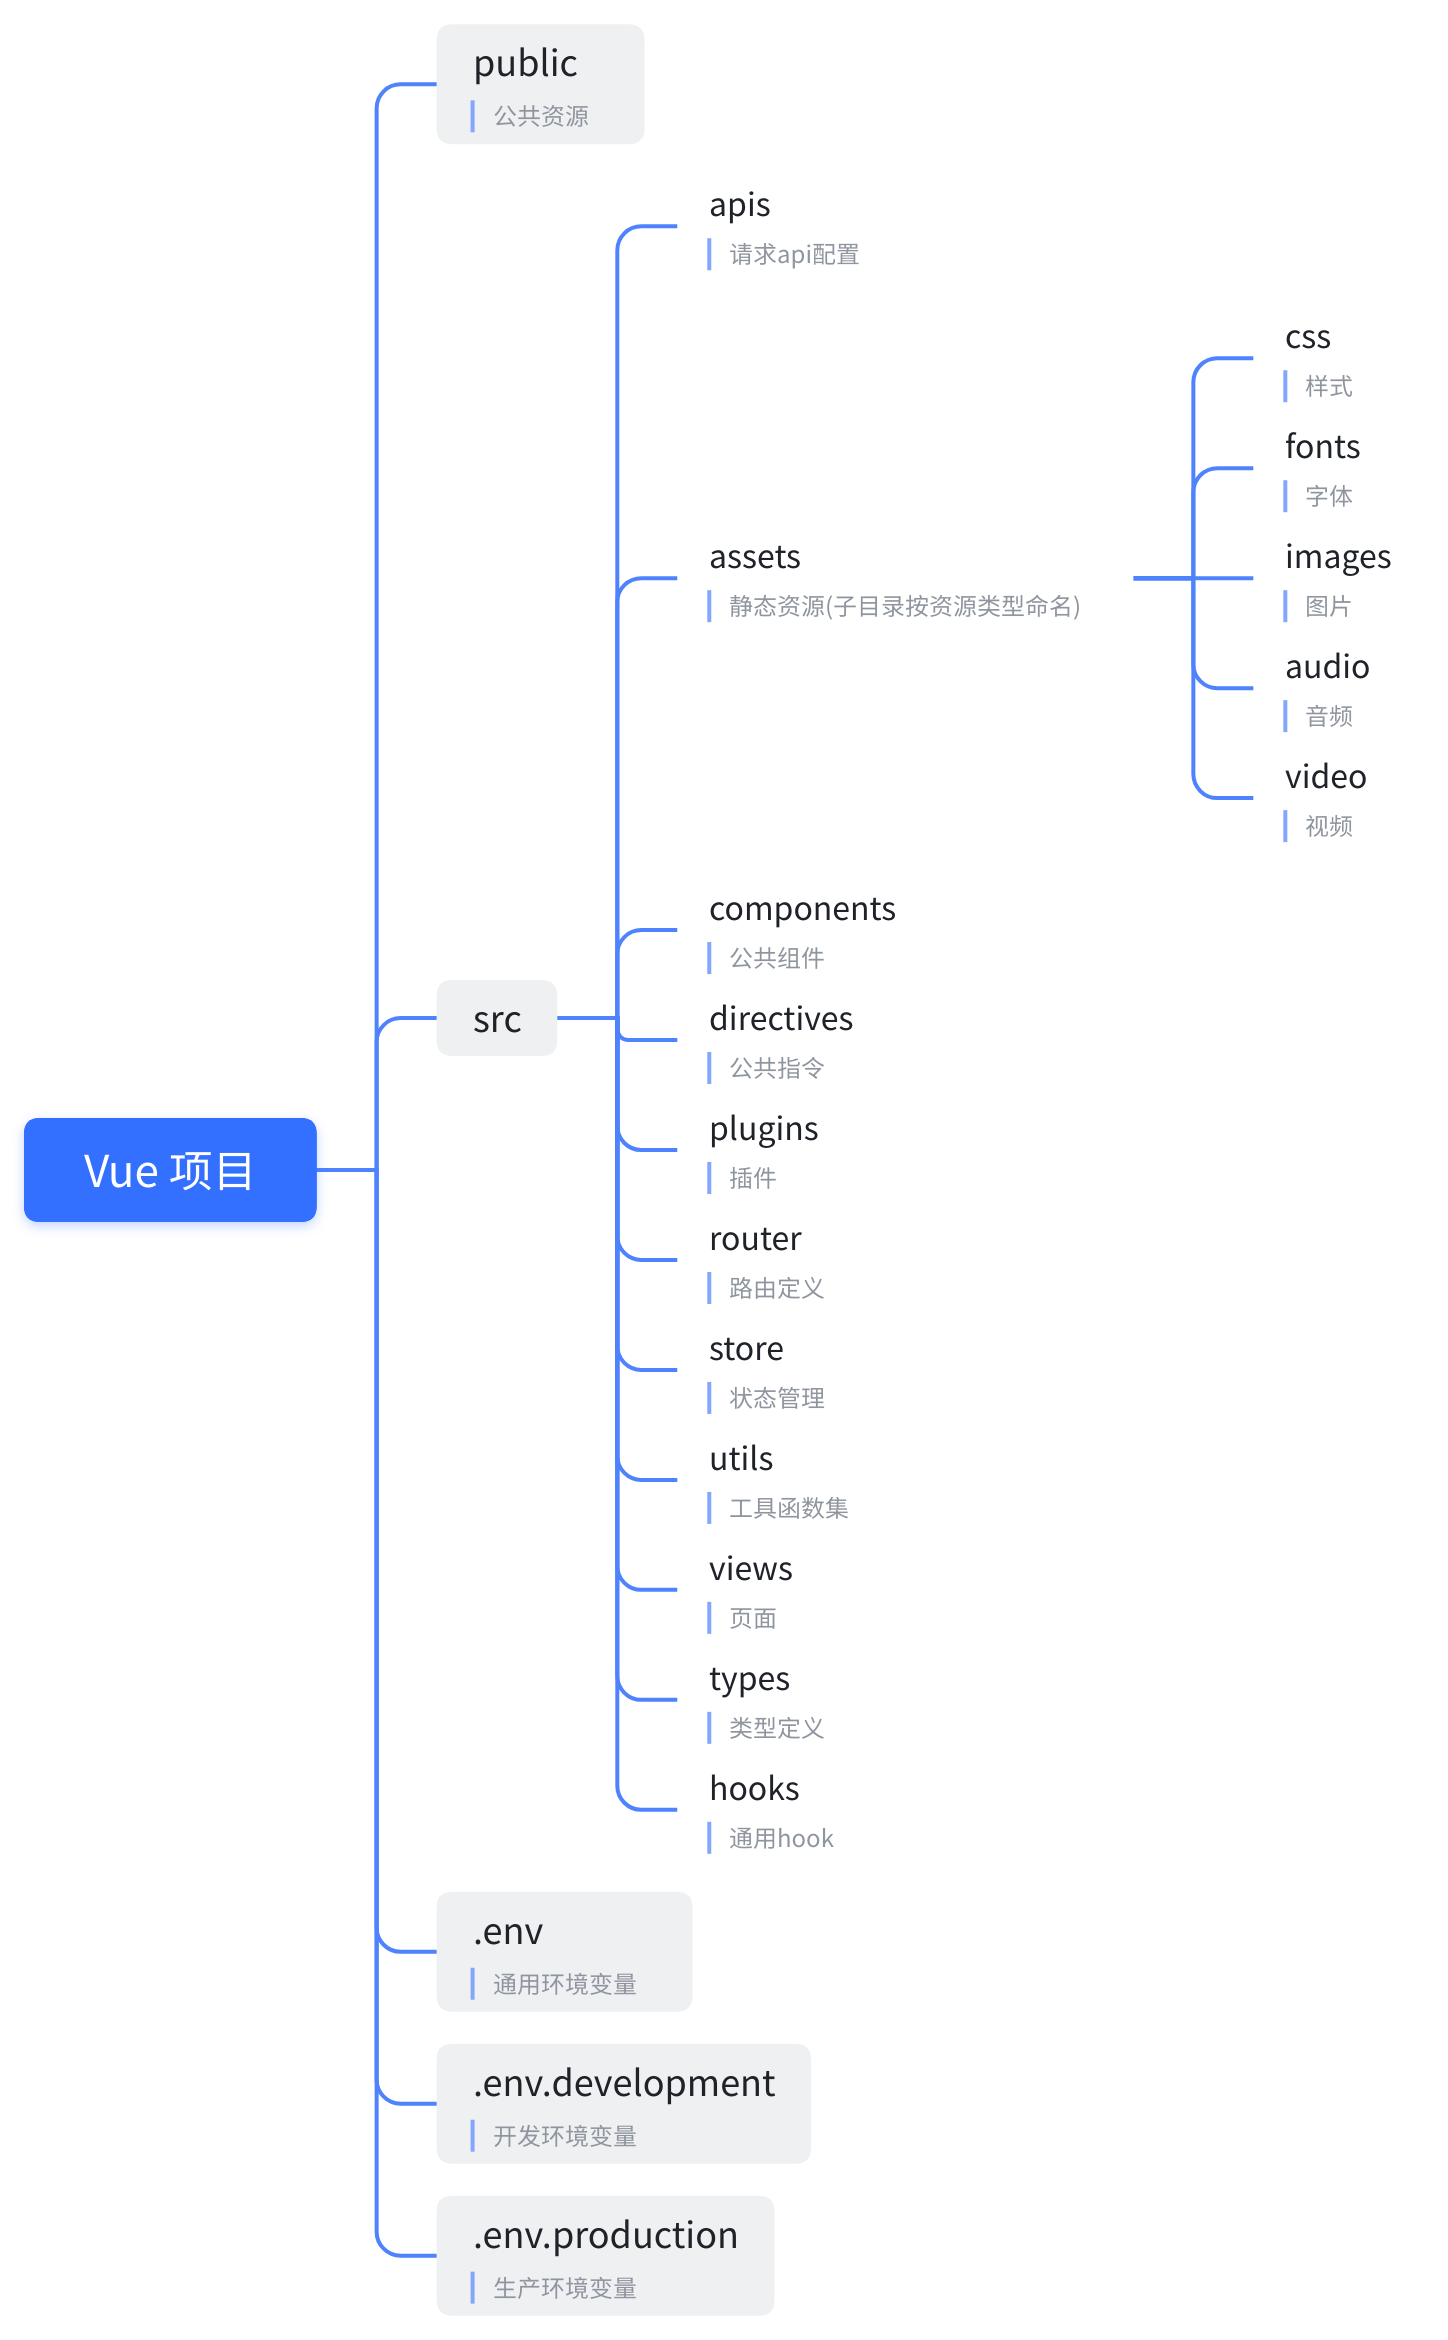 public
公共资源
apis
请求api配置
css
样式
fonts
字体
assets
静态资源(子目录按资源类型命名)
images
图片
audio
音频
video
视频
components
公共组件
src
directives
公共指令
plugins
插件
Vue 项目
router
路由定义
store
状态管理
utils
工具函数集
views
页面
types
类型定义
hooks
通用hook
.env
通用环境变量
.env.development
开发环境变量
.env.production
生产环境变量